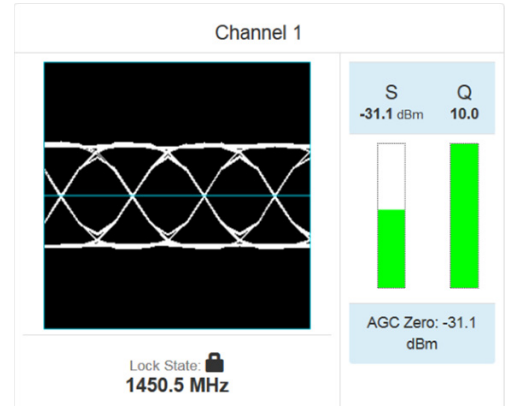 Channel 1
S Q
-31.1 dBm 10.0
AGC Zero: -31.1
dBm
Lock State:
1450.5 MHz